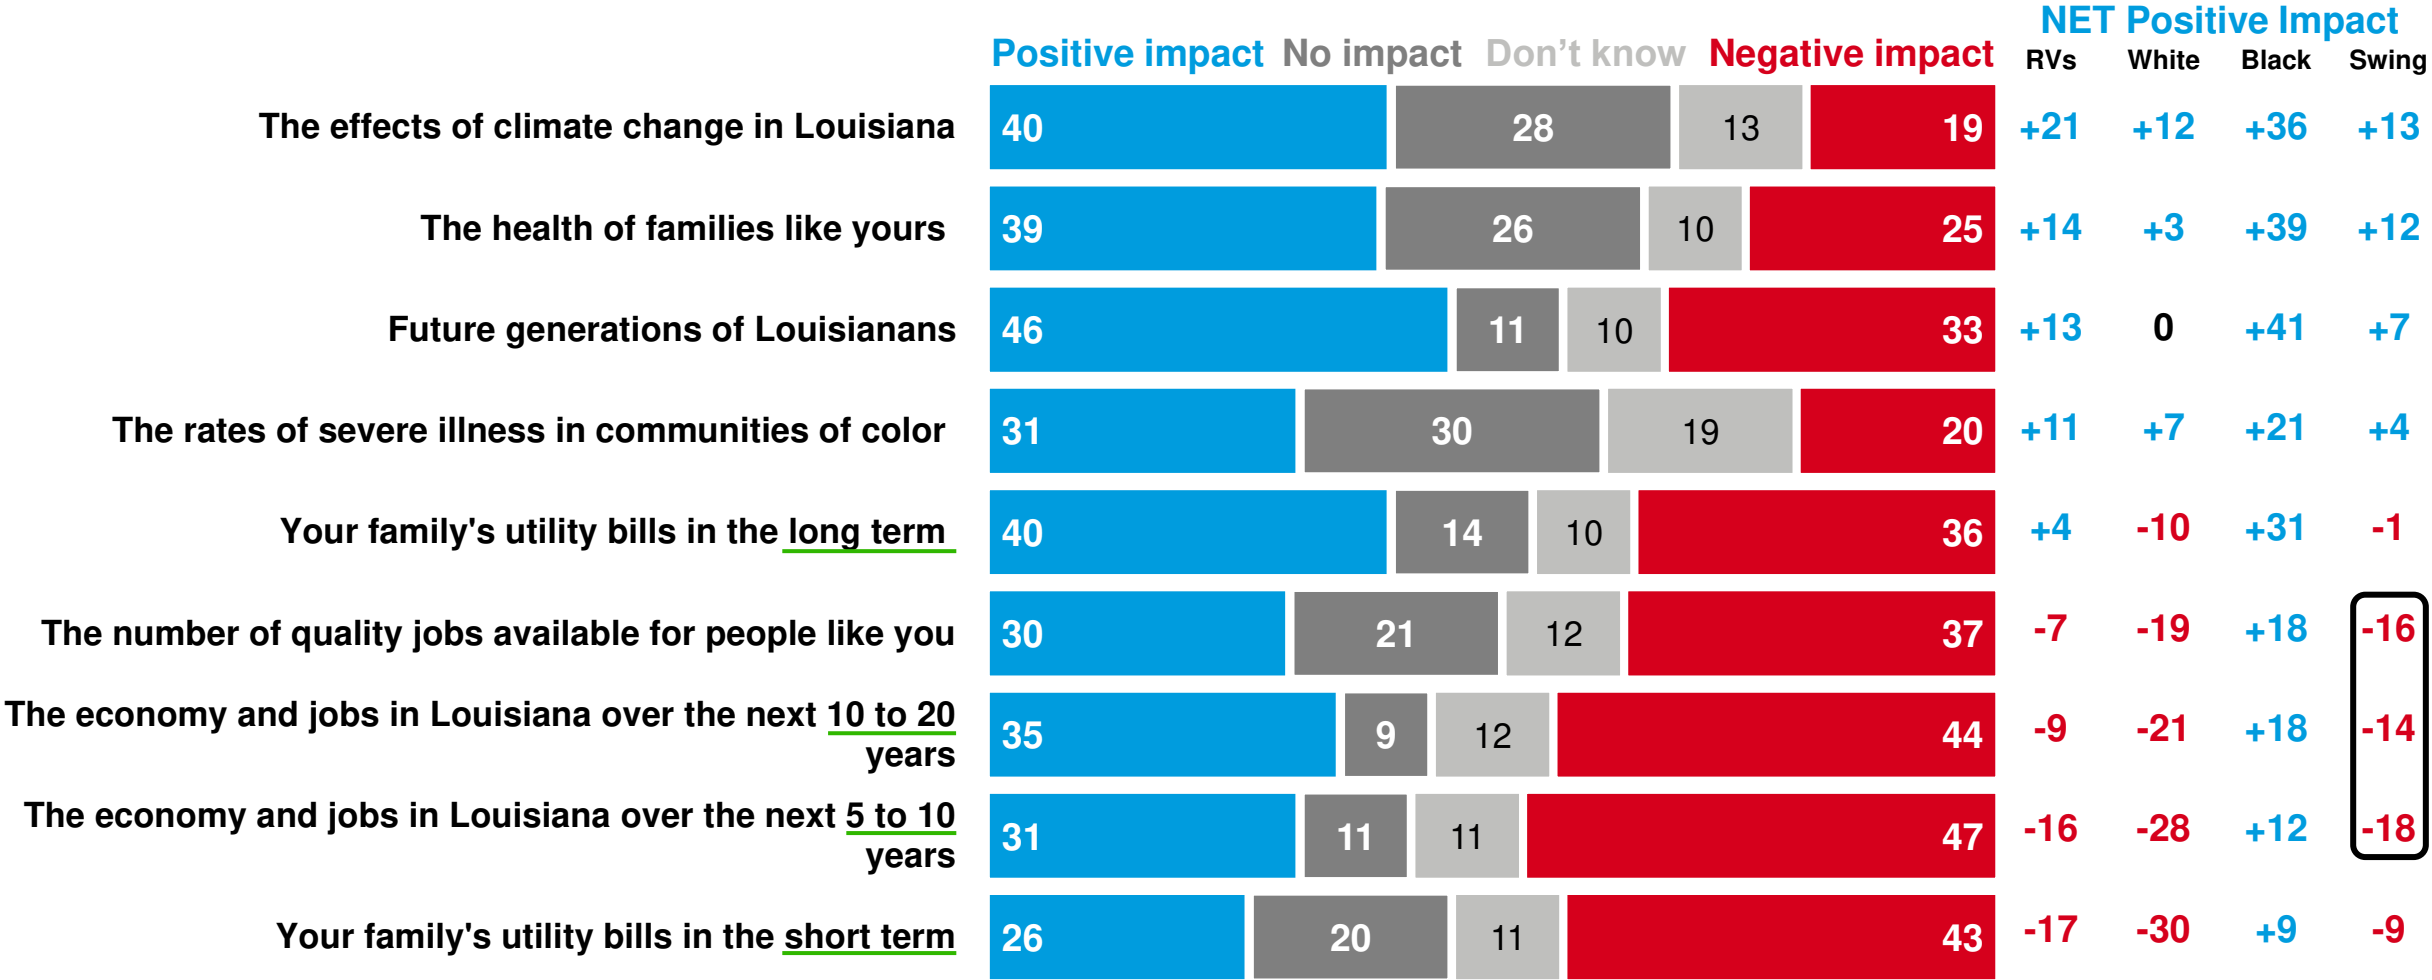 NET Positive Impact
Positive impact No impact Don't know Negative impact RVs White Black Swing
The effects of climate change in Louisiana 40 28 13 19 +21 +12 +36 +13
The health of families like yours 39 26 10 25 +14 +3 +39 +12
Future generations of Louisianans 46 11 10 33 +13 0 +41 +7
The rates of severe illness in communities of color 31 30 19 20 +11 +7 +21 +4
Your family's utility bills in the long term 40 14 10 36 +4 -10 +31 -1
The number of quality jobs available for people like you 30 21 12 37 -7 -19 +18 -16
The economy and jobs in Louisiana over the next 10 to 20
years 35 9 12 44 -9 -21 +18 -14
The economy and jobs in Louisiana over the next 5 to 10
years 31 11 11 47 -16 -28 +12 -18
Your family's utility bills in the short term 26 20 11 43 -17 -30 +9 -9